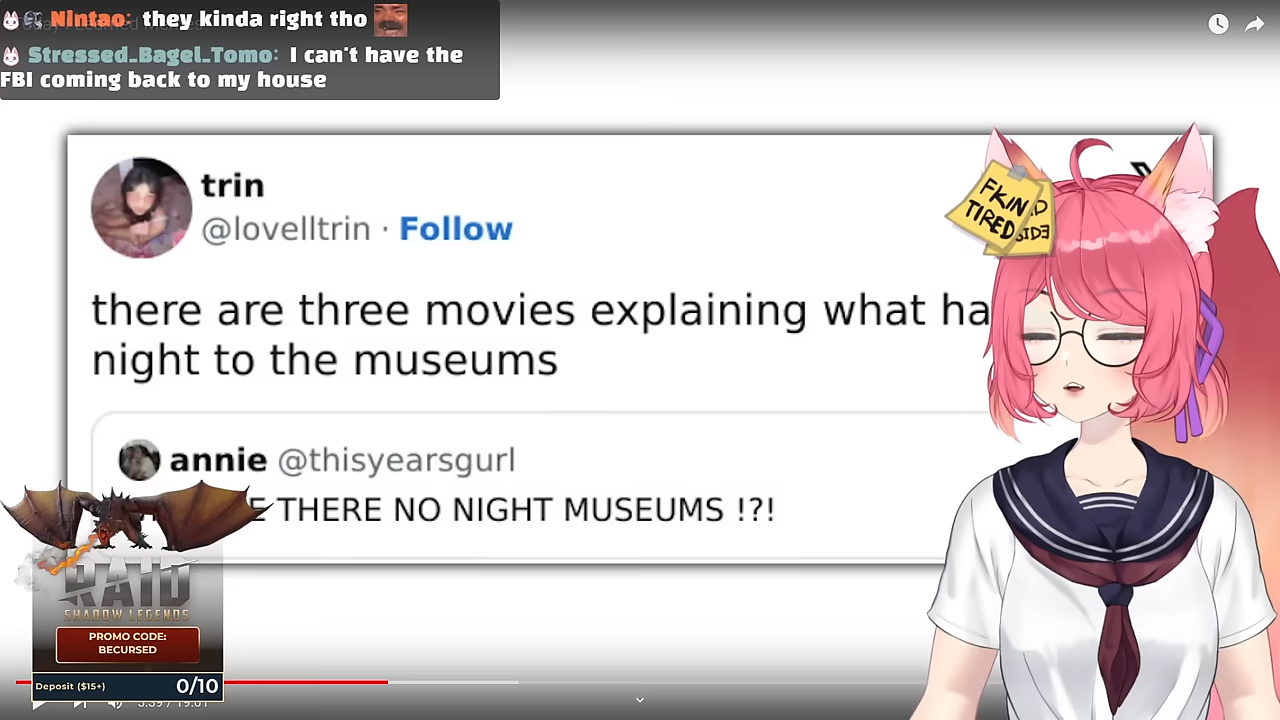 Nintao: they kinda right tho
Stressed_Bagel_Tomo: I can't have the
FBI coming back to my house
trin
@lovelltrin · Follow
FKIN
TIRED
there are three movies explaining what ha
night to the museums
annie @thisyearsgurl
THERE NO NIGHT MUSEUMS !?!
RAID
SHADOW LEGENDS
PROMO CODE:
BECURSED
Deposit ($15+) 0/10